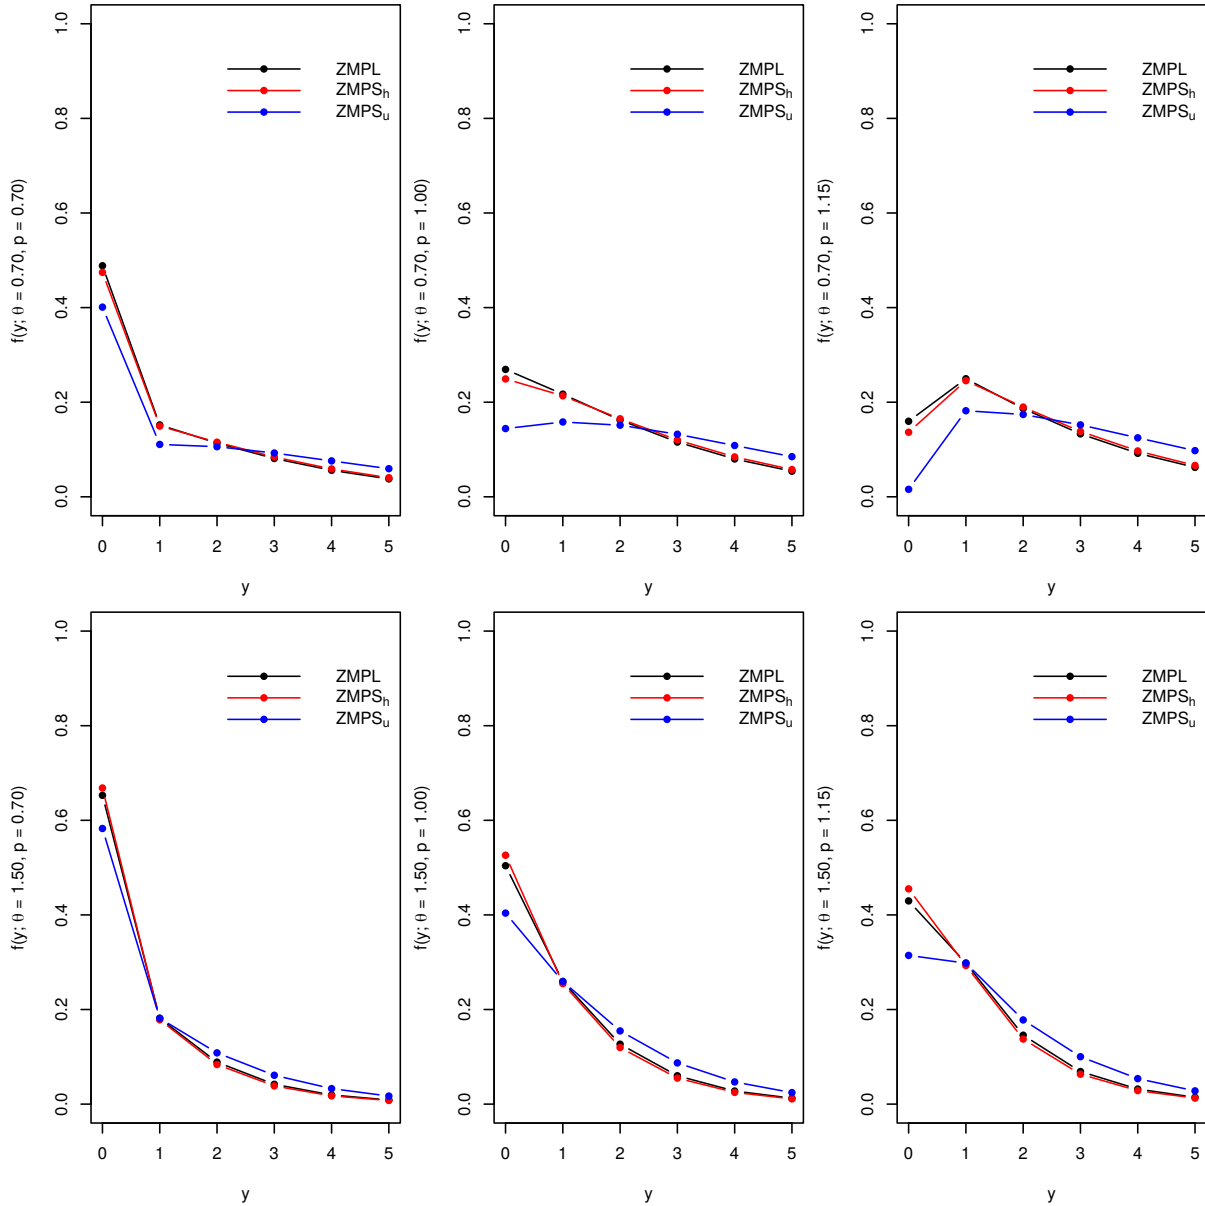 f(y; θ = 0.70, p = 0.70)
1.0
0.8
0.6
0.4
0.2
0.0
ZMPL
ZMPSh
ZMPSu
0 1 2 3 4 5
y
f(y; θ = 0.70, p = 1.00)
1.0
0.8
0.6
0.4
0.2
0.0
ZMPL
ZMPSh
ZMPSu
0 1 2 3 4 5
y
f(y; θ = 0.70, p = 1.15)
1.0
0.8
0.6
0.4
0.2
0.0
ZMPL
ZMPSh
ZMPSu
0 1 2 3 4 5
y
f(y; θ = 1.50, p = 0.70)
1.0
0.8
0.6
0.4
0.2
0.0
ZMPL
ZMPSh
ZMPSu
0 1 2 3 4 5
y
f(y; θ = 1.50, p = 1.00)
1.0
0.8
0.6
0.4
0.2
0.0
ZMPL
ZMPSh
ZMPSu
0 1 2 3 4 5
y
f(y; θ = 1.50, p = 1.15)
1.0
0.8
0.6
0.4
0.2
0.0
ZMPL
ZMPSh
ZMPSu
0 1 2 3 4 5
y